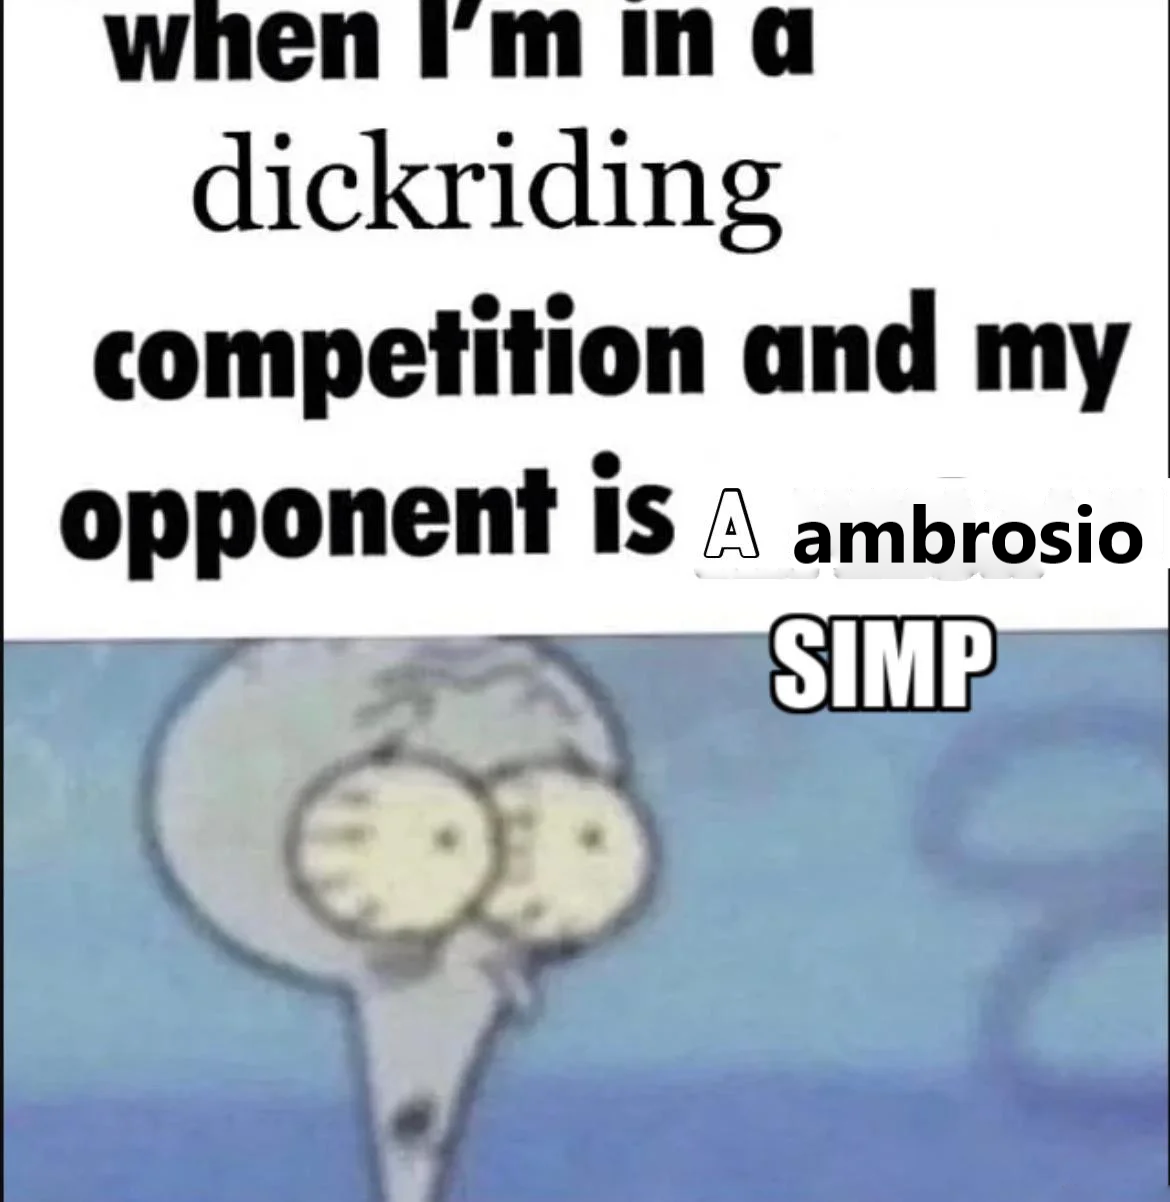 when I'm in a
dickriding
competition and my
opponent is A ambrosio
SIMP